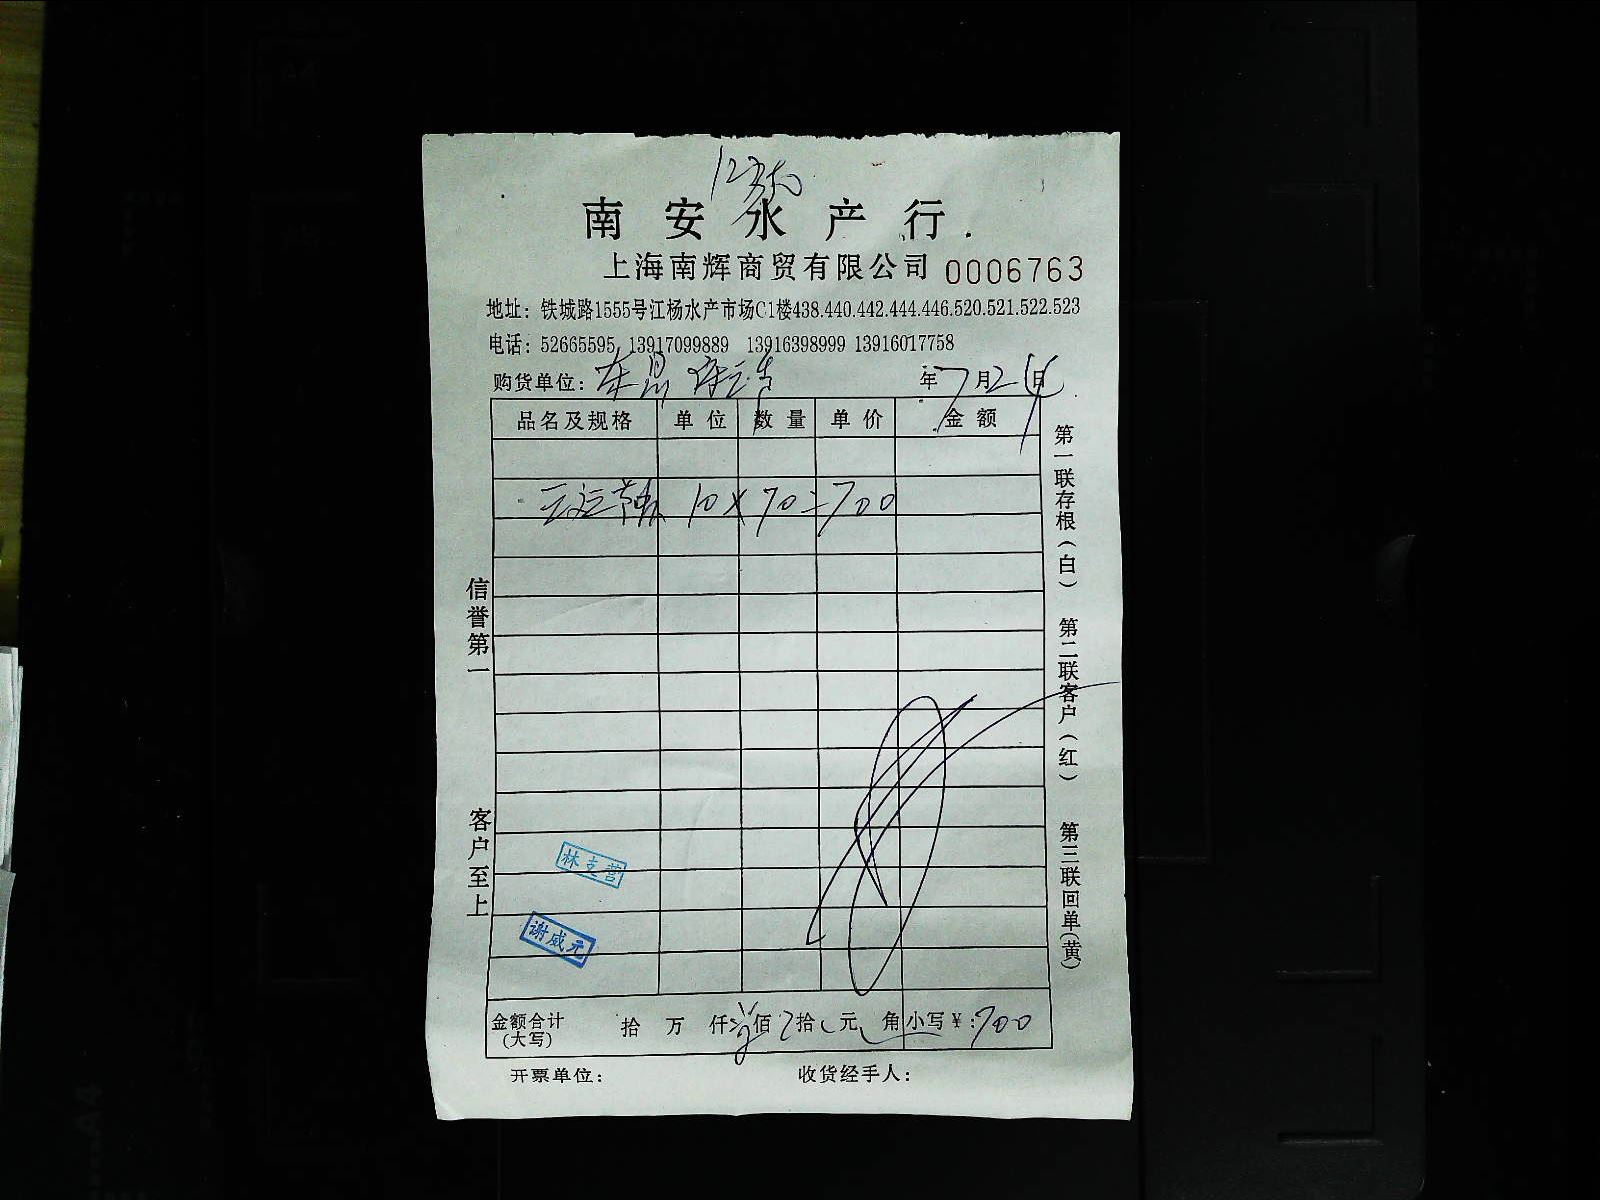 南安水产行.
上海南辉商贸有限公司 0006763
地址：铁城路1555号江杨水产市场C1楼438.440.442.444.446.520.521.522.523
电话：52665595 13917099889 13916398999 13916017758
购货单位： 年7月2 日
品名及规格 单位 数量 单价 金额
10×70=700
信誉第一
客户至上
第一联存根（白）
第二联客户（红）
第三联回单（黄）
林支营
谢咸元
金额合计（大写） 拾 万 仟 佰 拾 元 角 小写¥：700
开票单位： 收货经手人：